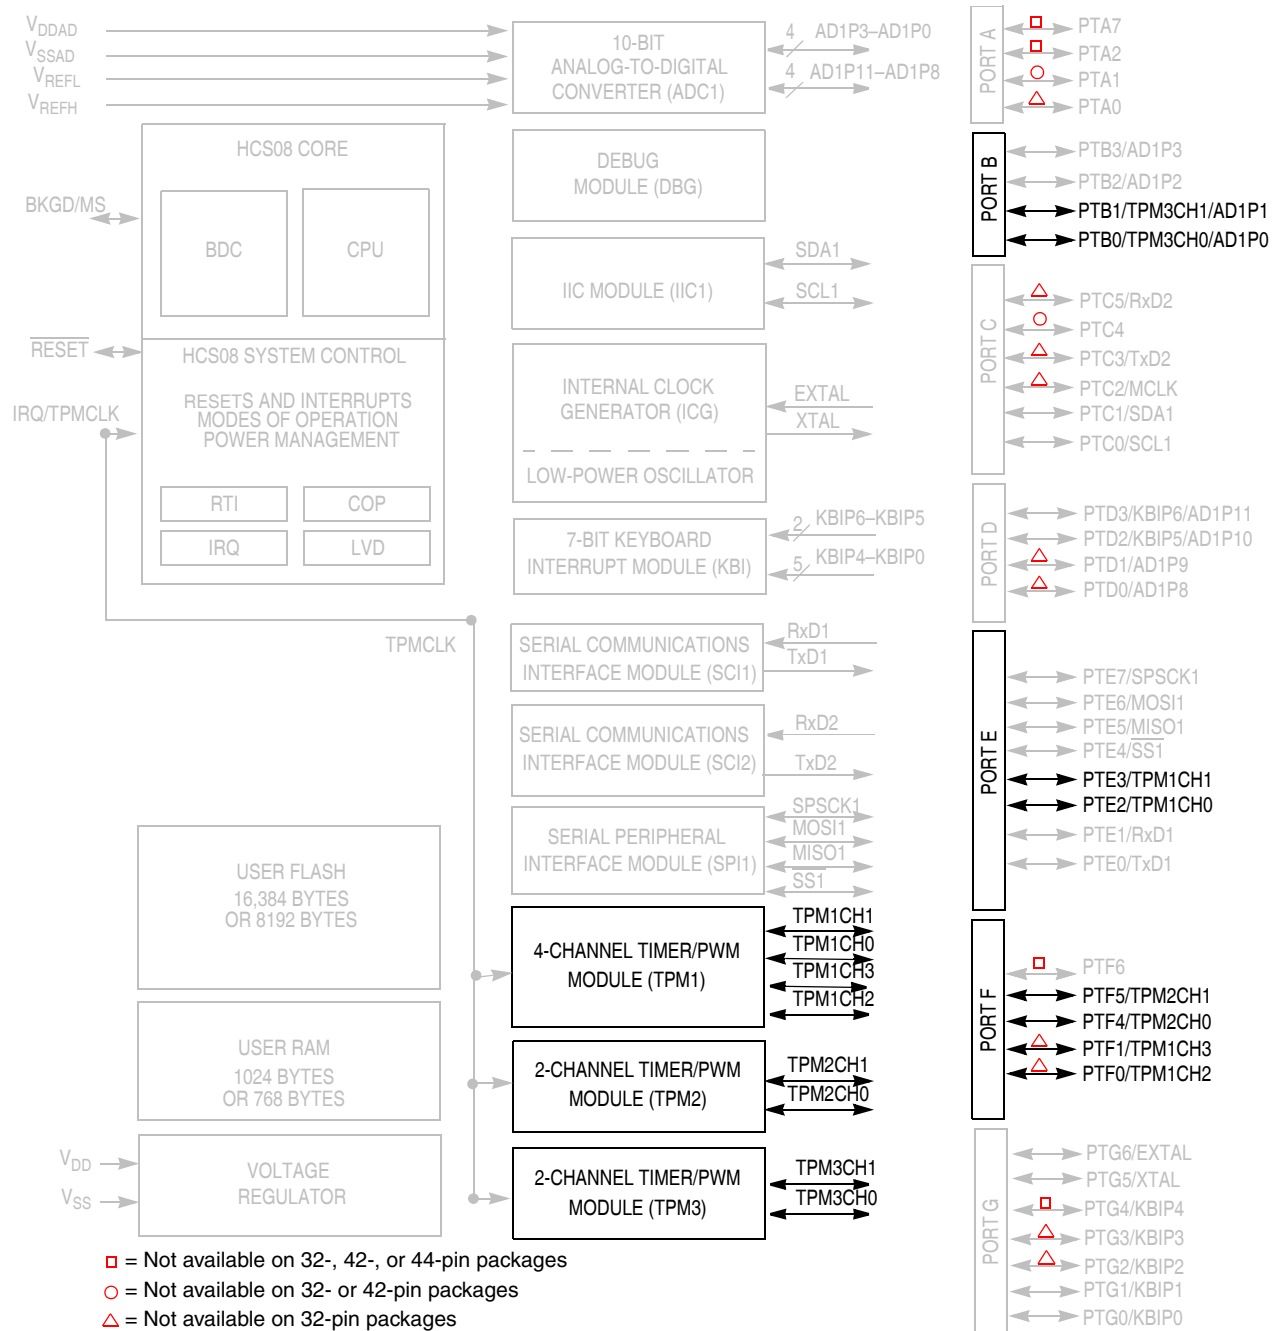 VDDAD
VSSAD
VREFL
VREFH
10-BIT
ANALOG-TO-DIGITAL
CONVERTER (ADC1)
4 AD1P3–AD1P0
4 AD1P11–AD1P8
HCS08 CORE
BDC
CPU
BKGD/MS
RESET
IRQ/TPMCLK
HCS08 SYSTEM CONTROL
RESETS AND INTERRUPTS
MODES OF OPERATION
POWER MANAGEMENT
RTI
COP
IRQ
LVD
TPMCLK
DEBUG
MODULE (DBG)
IIC MODULE (IIC1)
SDA1
SCL1
INTERNAL CLOCK
GENERATOR (ICG)
LOW-POWER OSCILLATOR
EXTAL
XTAL
7-BIT KEYBOARD
INTERRUPT MODULE (KBI)
2 KBIP6–KBIP5
5 KBIP4–KBIP0
SERIAL COMMUNICATIONS
INTERFACE MODULE (SCI1)
RxD1
TxD1
SERIAL COMMUNICATIONS
INTERFACE MODULE (SCI2)
RxD2
TxD2
SERIAL PERIPHERAL
INTERFACE MODULE (SPI1)
SPSCK1
MOSI1
MISO1
SS1
USER FLASH
16,384 BYTES
OR 8192 BYTES
4-CHANNEL TIMER/PWM
MODULE (TPM1)
TPM1CH1
TPM1CH0
TPM1CH3
TPM1CH2
USER RAM
1024 BYTES
OR 768 BYTES
2-CHANNEL TIMER/PWM
MODULE (TPM2)
TPM2CH1
TPM2CH0
VDD
VSS
VOLTAGE
REGULATOR
2-CHANNEL TIMER/PWM
MODULE (TPM3)
TPM3CH1
TPM3CH0
PORT A
PTA7
PTA2
PTA1
PTA0
PORT B
PTB3/AD1P3
PTB2/AD1P2
PTB1/TPM3CH1/AD1P1
PTB0/TPM3CH0/AD1P0
PORT C
PTC5/RxD2
PTC4
PTC3/TxD2
PTC2/MCLK
PTC1/SDA1
PTC0/SCL1
PORT D
PTD3/KBIP6/AD1P11
PTD2/KBIP5/AD1P10
PTD1/AD1P9
PTD0/AD1P8
PORT E
PTE7/SPSCK1
PTE6/MOSI1
PTE5/MISO1
PTE4/SS1
PTE3/TPM1CH1
PTE2/TPM1CH0
PTE1/RxD1
PTE0/TxD1
PORT F
PTF6
PTF5/TPM2CH1
PTF4/TPM2CH0
PTF1/TPM1CH3
PTF0/TPM1CH2
PORT G
PTG6/EXTAL
PTG5/XTAL
PTG4/KBIP4
PTG3/KBIP3
PTG2/KBIP2
PTG1/KBIP1
PTG0/KBIP0
= Not available on 32-, 42-, or 44-pin packages
= Not available on 32- or 42-pin packages
= Not available on 32-pin packages